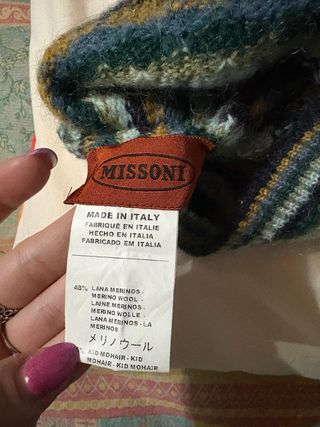 MISSONI
MADE IN ITALY
FABRIQUÉ EN ITALIE
HECHO EN ITALIA
FABRICADO EM ITALIA
48% LANA MERINOS -
MERINO WOOL -
LAINE MERINOS -
MERINO WOLLE -
LANA MERINOS - LA
MERINOS
メリノウール
% KID MOHAIR - KID
MOHAIR - KID MOHAIR -